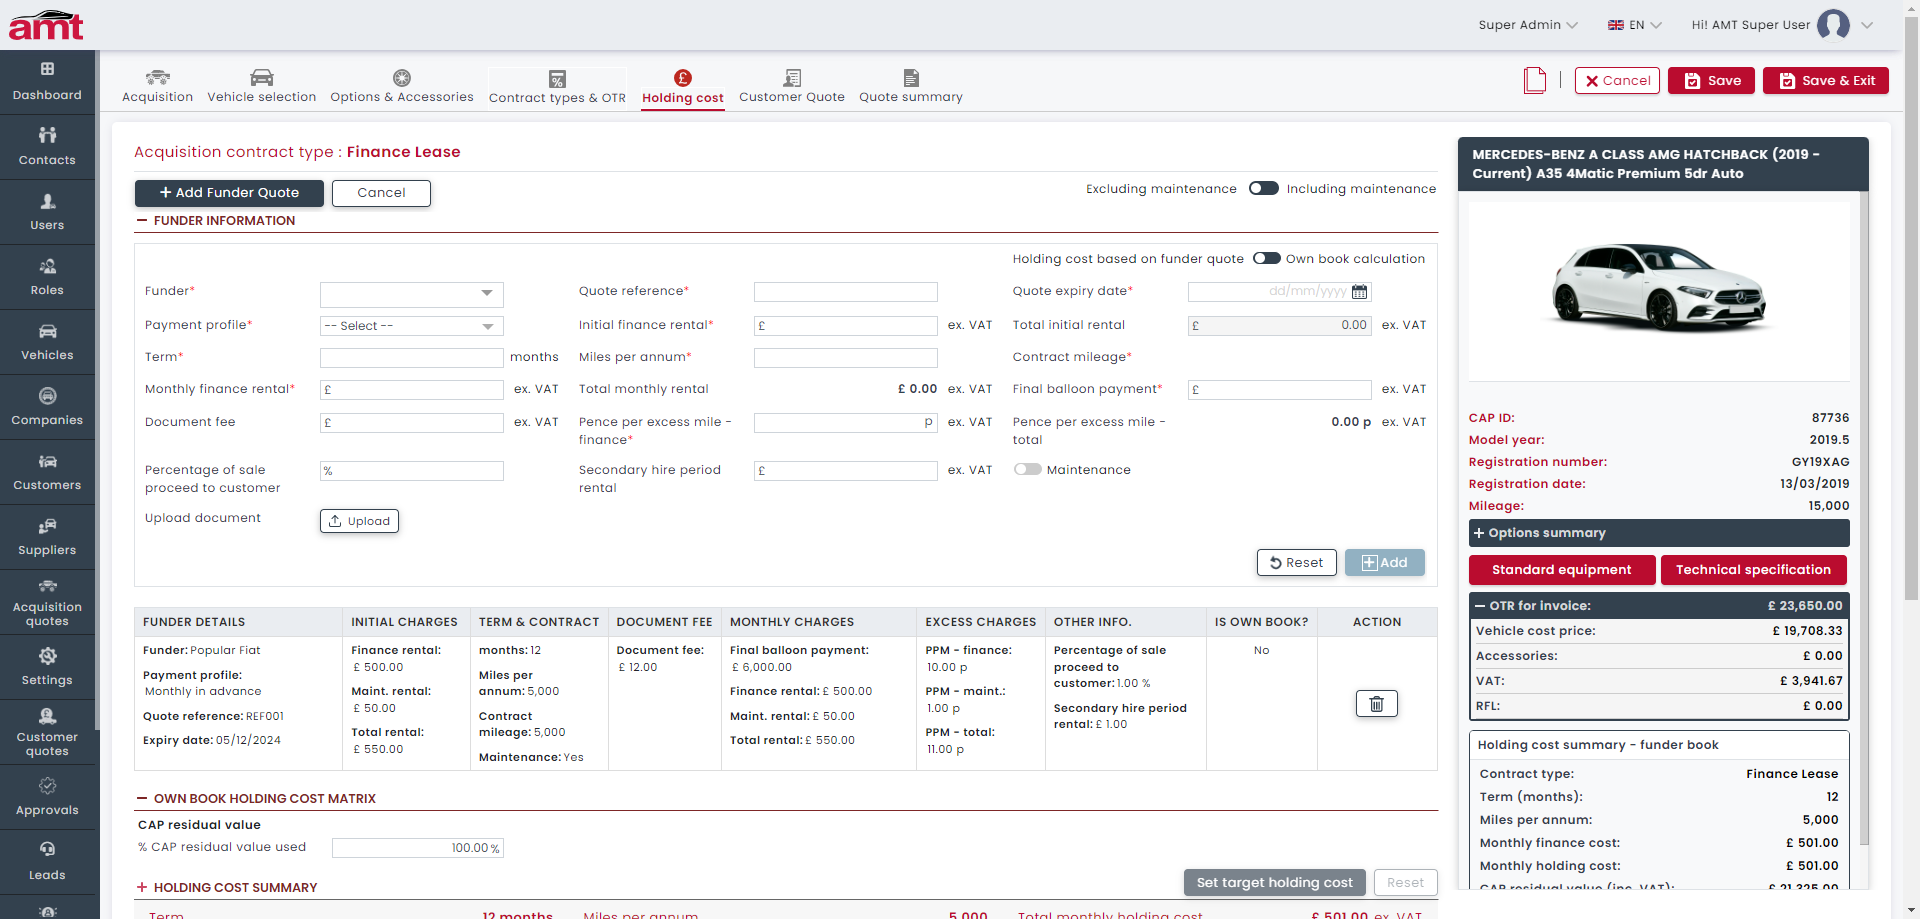 amt
Super Admin
EN
Hi! AMT Super User
Dashboard
Contacts
Users
Roles
Vehicles
Companies
Customers
Suppliers
Acquisition
quotes
Settings
Customer
quotes
Approvals
Leads
Acquisition
Vehicle selection
Options & Accessories
Contract types & OTR
Holding cost
Customer Quote
Quote summary
Cancel
Save
Save & Exit
Acquisition contract type : Finance Lease
+ Add Funder Quote
Cancel
Excluding maintenance
Including maintenance
FUNDER INFORMATION
Holding cost based on funder quote
Own book calculation
Funder*
Quote reference*
Quote expiry date*
dd/mm/yyyy
Payment profile*
-- Select --
Initial finance rental*
£
ex. VAT
Total initial rental
£ 0.00
ex. VAT
Term*
months
Miles per annum*
Contract mileage*
Monthly finance rental*
£
ex. VAT
Total monthly rental
£ 0.00 ex. VAT
Final balloon payment*
£
ex. VAT
Document fee
£
ex. VAT
Pence per excess mile -
finance*
p
ex. VAT
Pence per excess mile -
total
0.00 p ex. VAT
Percentage of sale
proceed to customer
%
Secondary hire period
rental
£
ex. VAT
Maintenance
Upload document
Upload
Reset
Add
FUNDER DETAILS
INITIAL CHARGES
TERM & CONTRACT
DOCUMENT FEE
MONTHLY CHARGES
EXCESS CHARGES
OTHER INFO.
IS OWN BOOK?
ACTION
Funder: Popular Fiat
Payment profile:
Monthly in advance
Quote reference: REF001
Expiry date: 05/12/2024
Finance rental:
£ 500.00
Maint. rental:
£ 50.00
Total rental:
£ 550.00
months: 12
Miles per
annum: 5,000
Contract
mileage: 5,000
Maintenance: Yes
Document fee:
£ 12.00
Final balloon payment:
£ 6,000.00
Finance rental: £ 500.00
Maint. rental: £ 50.00
Total rental: £ 550.00
PPM - finance:
10.00 p
PPM - maint.:
1.00 p
PPM - total:
11.00 p
Percentage of sale
proceed to
customer: 1.00 %
Secondary hire period
rental: £ 1.00
No
OWN BOOK HOLDING COST MATRIX
CAP residual value
% CAP residual value used
100.00 %
+ HOLDING COST SUMMARY
Set target holding cost
Reset
Term
12 months
Miles per annum
5,000
Total monthly holding cost
£ 501.00 ex. VAT
MERCEDES-BENZ A CLASS AMG HATCHBACK (2019 -
Current) A35 4Matic Premium 5dr Auto
CAP ID: 87736
Model year: 2019.5
Registration number: GY19XAG
Registration date: 13/03/2019
Mileage: 15,000
+ Options summary
Standard equipment
Technical specification
OTR for invoice: £ 23,650.00
Vehicle cost price: £ 19,708.33
Accessories: £ 0.00
VAT: £ 3,941.67
RFL: £ 0.00
Holding cost summary - funder book
Contract type: Finance Lease
Term (months): 12
Miles per annum: 5,000
Monthly finance cost: £ 501.00
Monthly holding cost: £ 501.00
CAP residual value (inc. VAT): £ 21,325.00